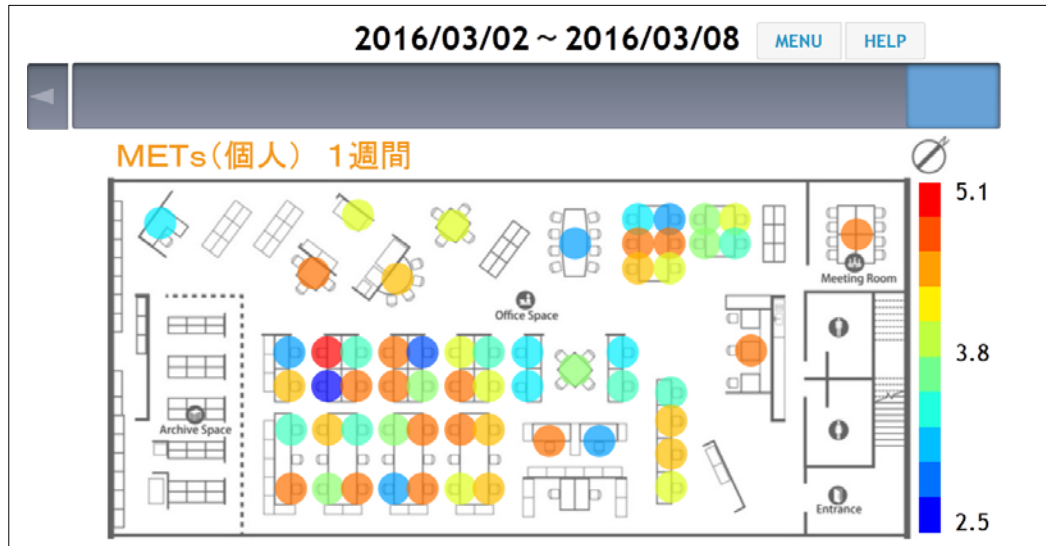 2016/03/02～2016/03/08
MENU
HELP
METs(個人) 1週間
N
5.1
3.8
2.5
Meeting Room
Office Space
Archive Space
Entrance